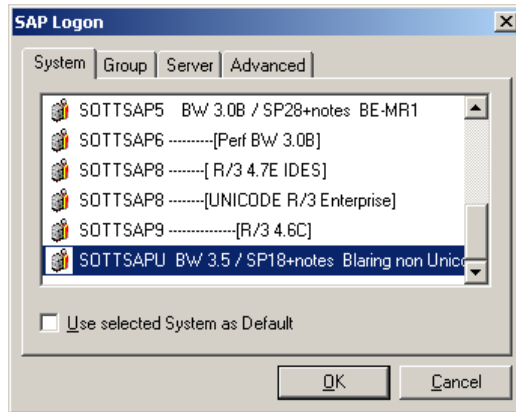 SAP Logon
System Group Server Advanced
SOTTSAP5 BW 3.0B / SP28+notes BE-MR1
SOTTSAP6 ---------[Perf BW 3.0B]
SOTTSAP8 -------[ R/3 4.7E IDES]
SOTTSAP8 -------[UNICODE R/3 Enterprise]
SOTTSAP9 --------------[R/3 4.6C]
SOTTSAPU BW 3.5 / SP18+notes Blaring non Unico
Use selected System as Default
OK Cancel